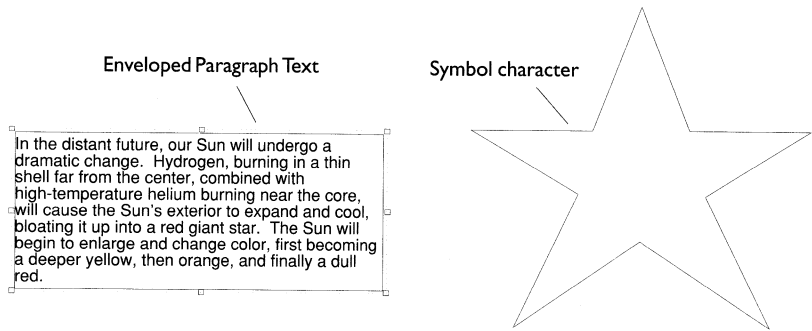 Enveloped Paragraph Text
Symbol character
In the distant future, our Sun will undergo a
dramatic change.  Hydrogen, burning in a thin
shell far from the center, combined with
high-temperature helium burning near the core,
will cause the Sun's exterior to expand and cool,
bloating it up into a red giant star.  The Sun will
begin to enlarge and change color, first becoming
a deeper yellow, then orange, and finally a dull
red.